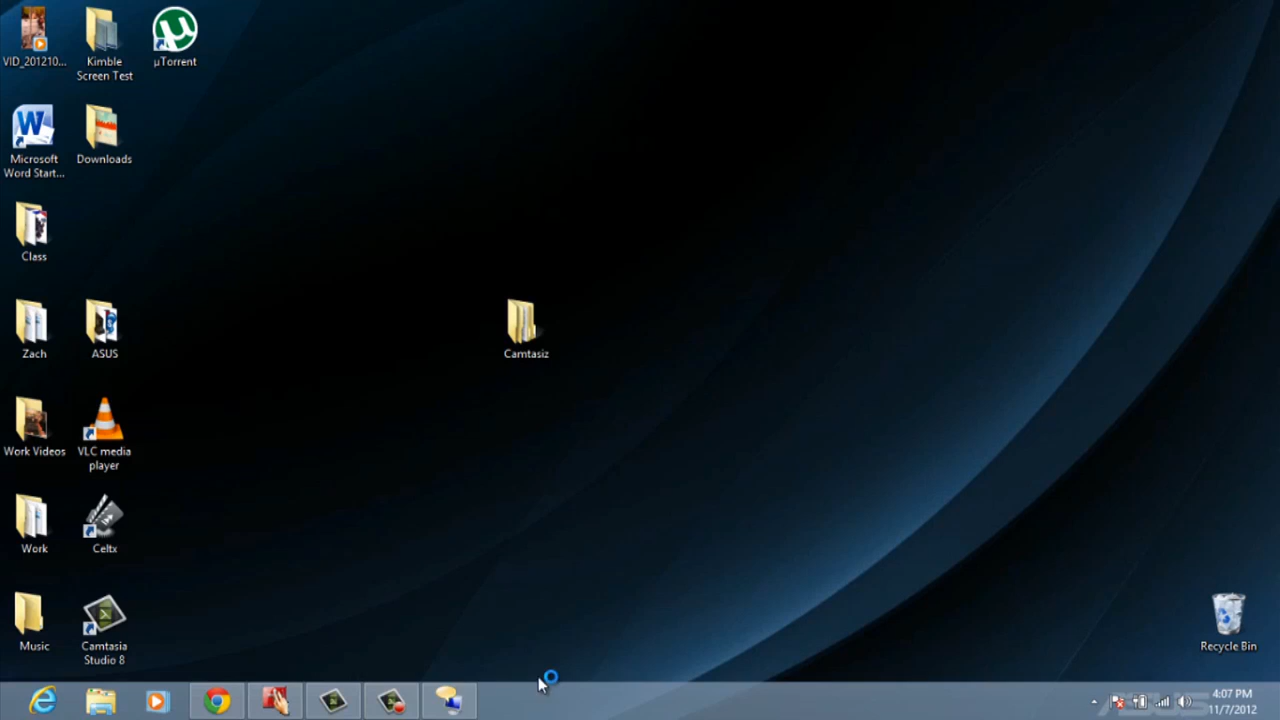 VID_201210...
Kimble
Screen Test
µTorrent
Microsoft
Word Start...
Downloads
Class
Zach
ASUS
Camtasiz
Work Videos
VLC media
player
Work
Celtx
Music
Camtasia
Studio 8
Recycle Bin
ASUS
4:07 PM
11/7/2012